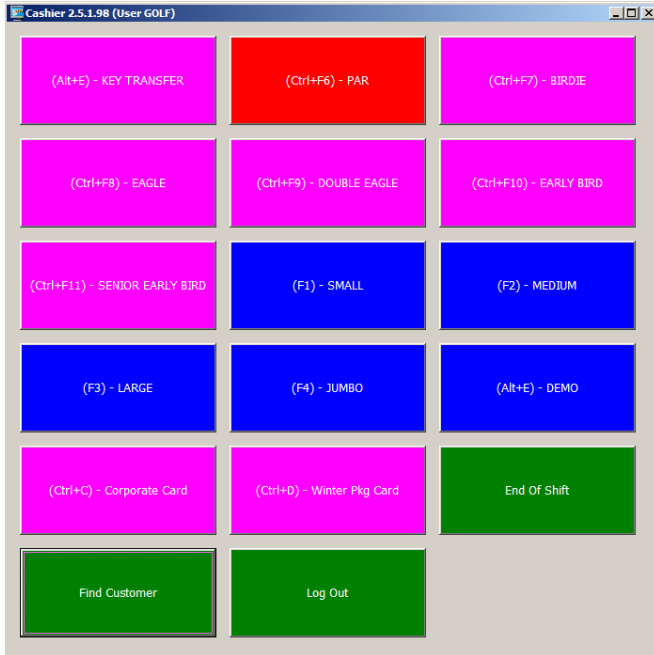 Cashier 2.5.1.98 (User GOLF)
(Alt+E) - KEY TRANSFER
(Ctrl+F6) - PAR
(Ctrl+F7) - BIRDIE
(Ctrl+F8) - EAGLE
(Ctrl+F9) - DOUBLE EAGLE
(Ctrl+F10) - EARLY BIRD
(Ctrl+F11) - SENIOR EARLY BIRD
(F1) - SMALL
(F2) - MEDIUM
(F3) - LARGE
(F4) - JUMBO
(Alt+E) - DEMO
(Ctrl+C) - Corporate Card
(Ctrl+D) - Winter Pkg Card
End Of Shift
Find Customer
Log Out